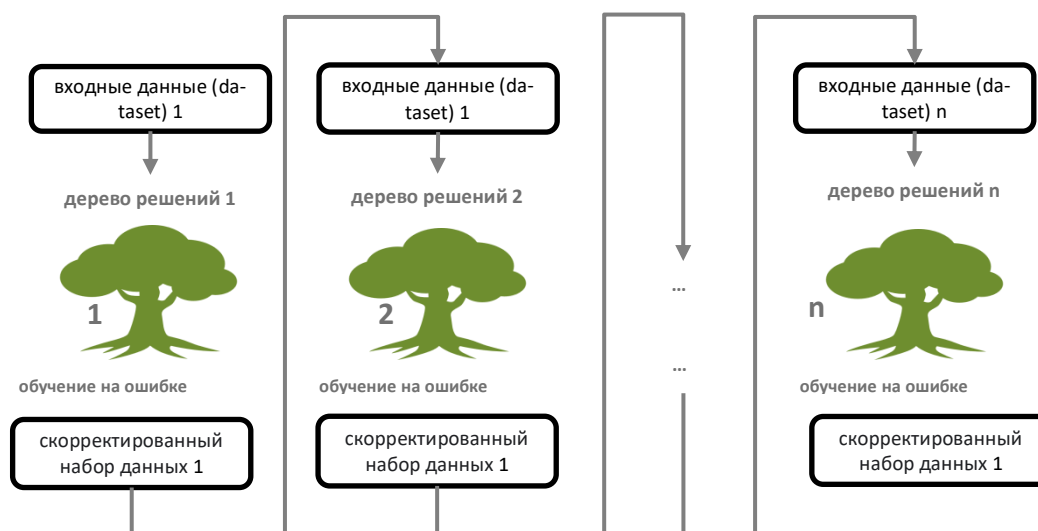 входные данные (da-
taset) 1
дерево решений 1
1
обучение на ошибке
скорректированный
набор данных 1
входные данные (da-
taset) 1
дерево решений 2
2
обучение на ошибке
скорректированный
набор данных 1
...
...
входные данные (da-
taset) n
дерево решений n
n
обучение на ошибке
скорректированный
набор данных 1